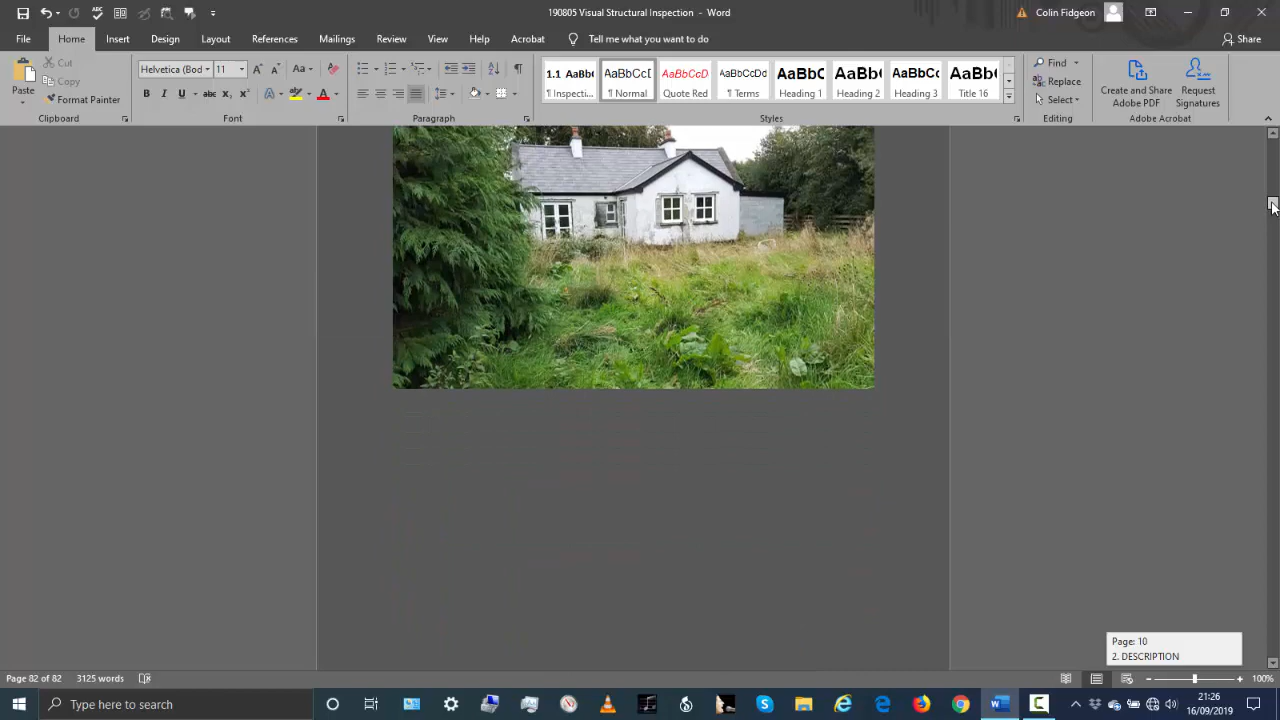 190805 Visual Structural Inspection - Word
Colin Fidgeon
File Home Insert Design Layout References Mailings Review View Help Acrobat Tell me what you want to do Share
Paste
Cut
Copy
Format Painter
Clipboard
Helvetica (Bod 11
Font
Paragraph
1.1 AaBb( AaBbCcD AaBbCcD AaBbCcDd AaBbC AaBb( AaBbCc AaBb(
¶ Inspecti... ¶ Normal Quote Red ¶ Terms Heading 1 Heading 2 Heading 3 Title 16
Styles
Find
Replace
Select
Editing
Create and Share
Adobe PDF
Request
Signatures
Adobe Acrobat
Page: 10
2. DESCRIPTION
Page 82 of 82 3125 words
100%
Type here to search
21:26
16/09/2019